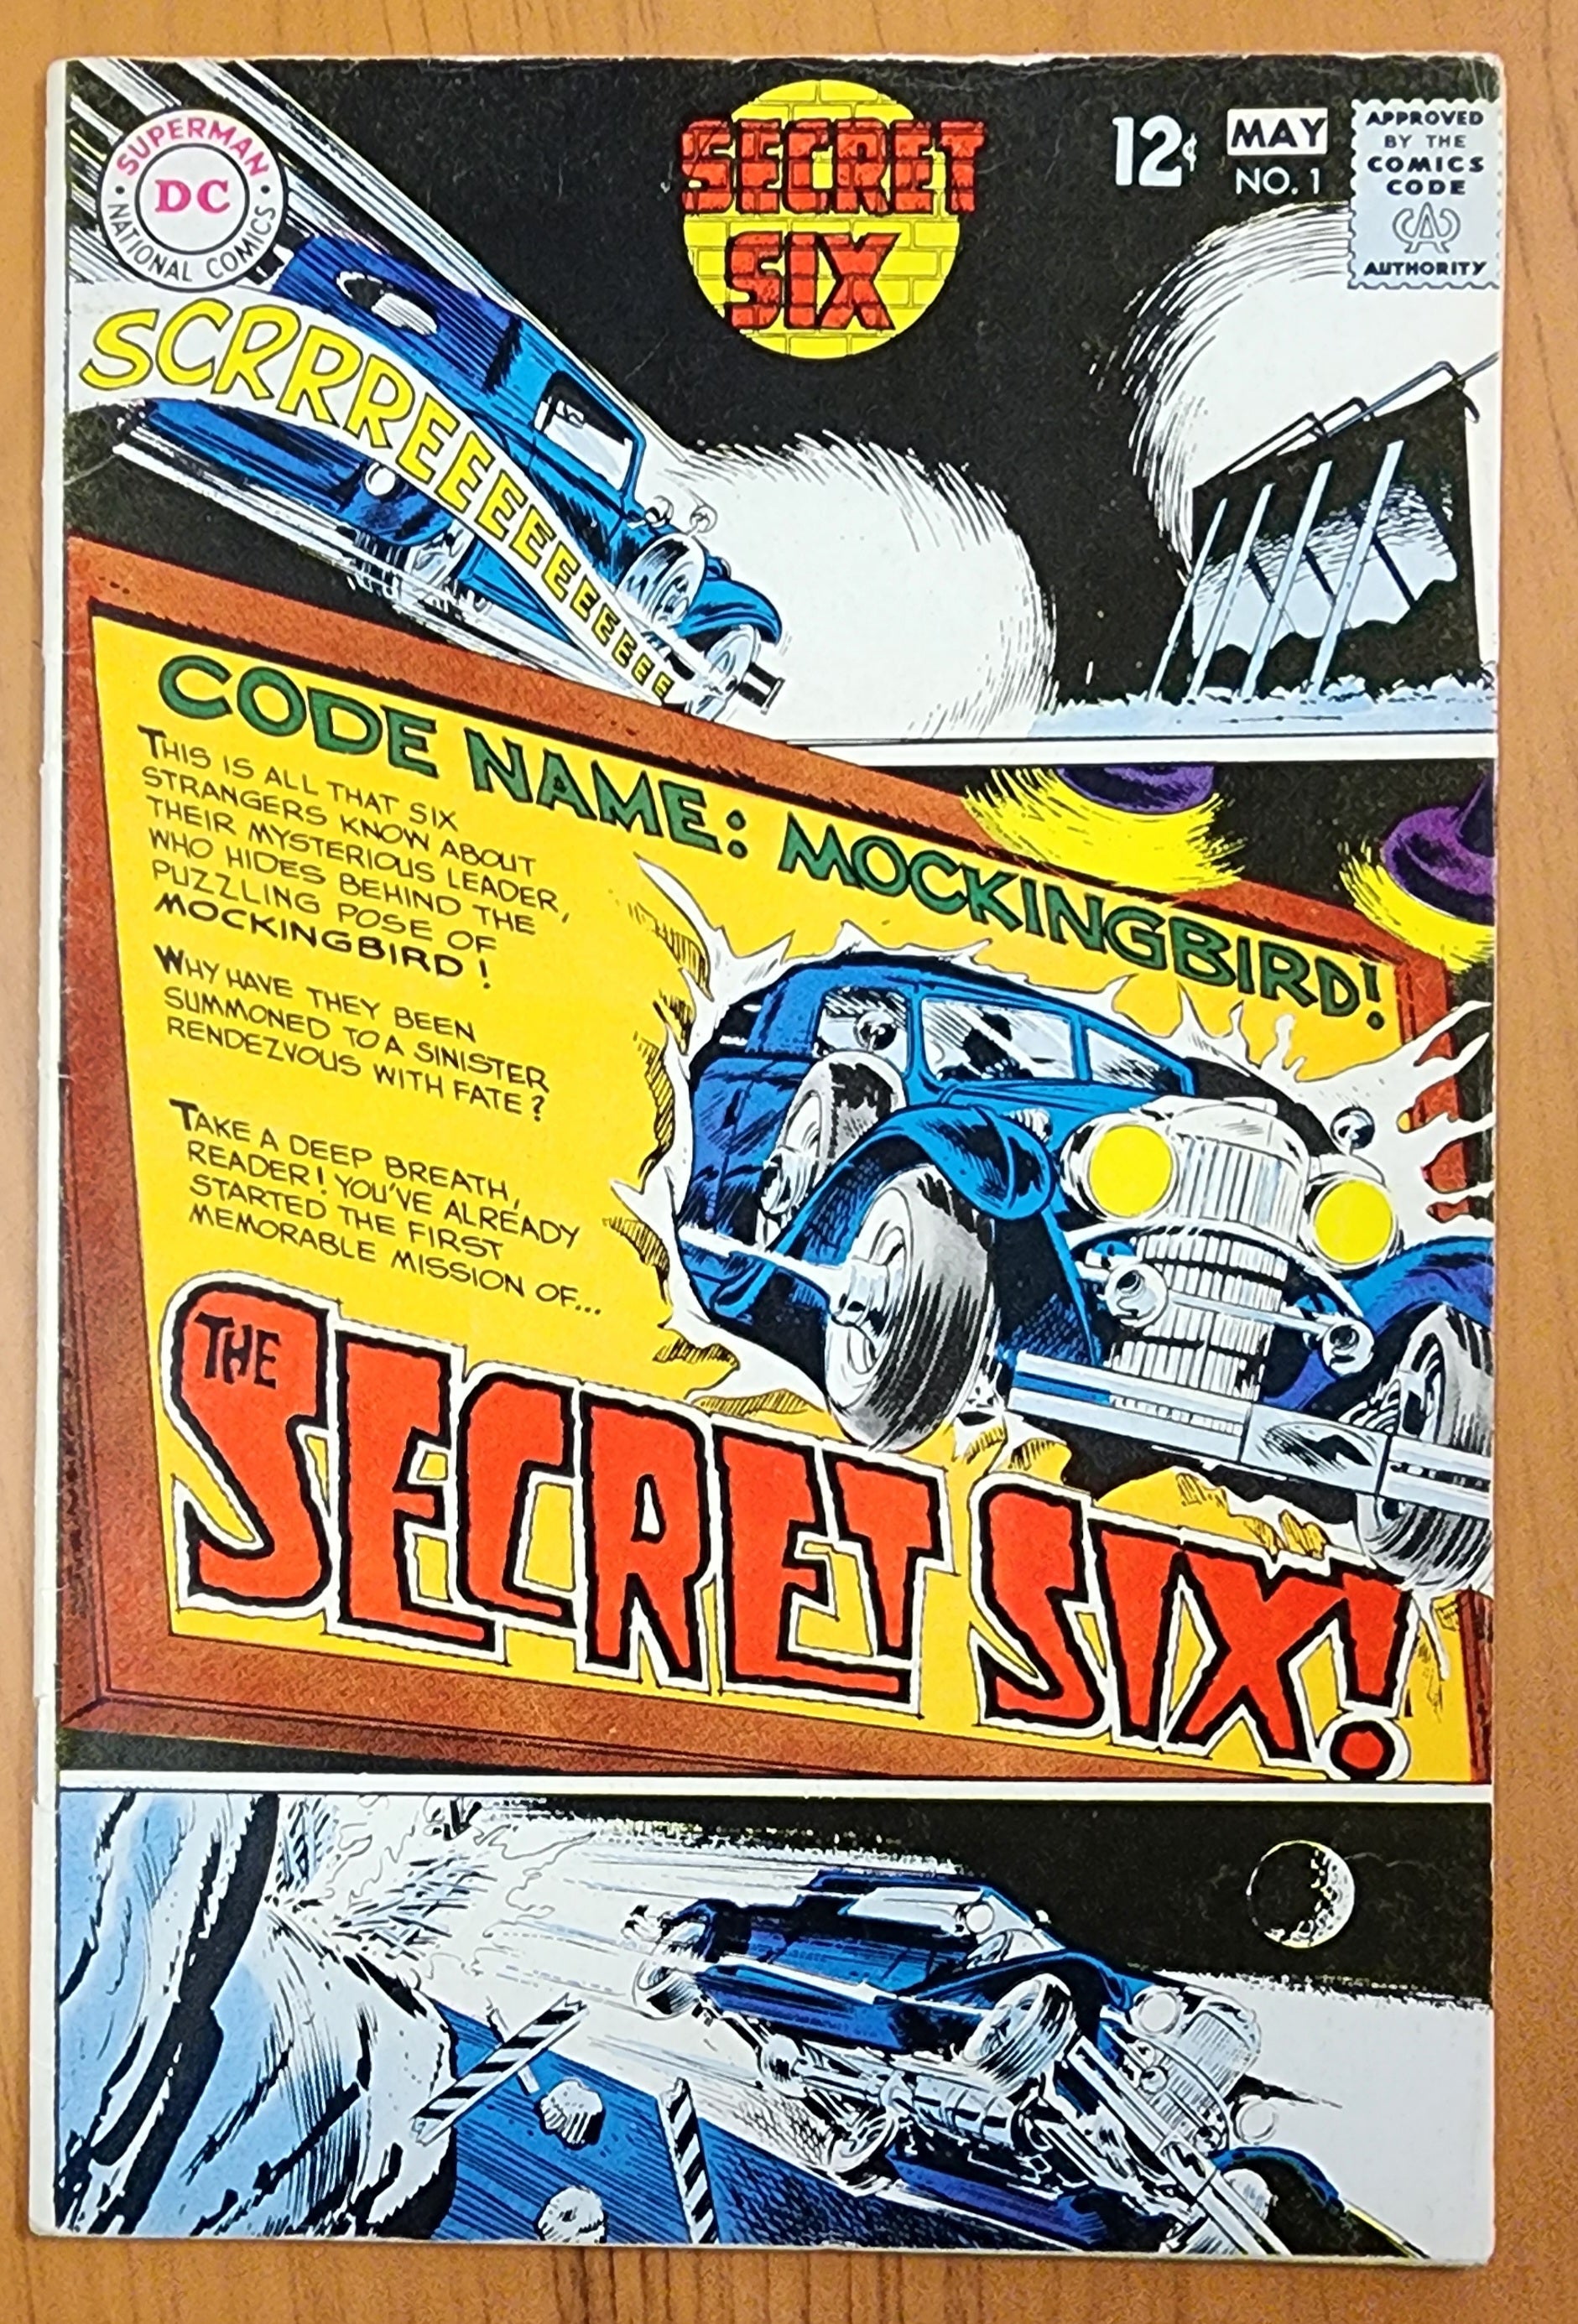 SUPERMAN
DC
NATIONAL COMICS
SECRET
SIX
12¢
MAY
NO. 1
APPROVED
BY THE
COMICS
CODE
CA
AUTHORITY
SCRRREEEEEEEEEEEEEEE
CODE NAME: MOCKINGBIRD!
THIS IS ALL THAT SIX
STRANGERS KNOW ABOUT
THEIR MYSTERIOUS LEADER,
WHO HIDES BEHIND THE
PUZZLING POSE OF
MOCKINGBIRD!
WHY HAVE THEY BEEN
SUMMONED TO A SINISTER
RENDEZVOUS WITH FATE?
TAKE A DEEP BREATH,
READER! YOU'VE ALREADY
STARTED THE FIRST
MEMORABLE MISSION OF...
THE
SECRET SIX!